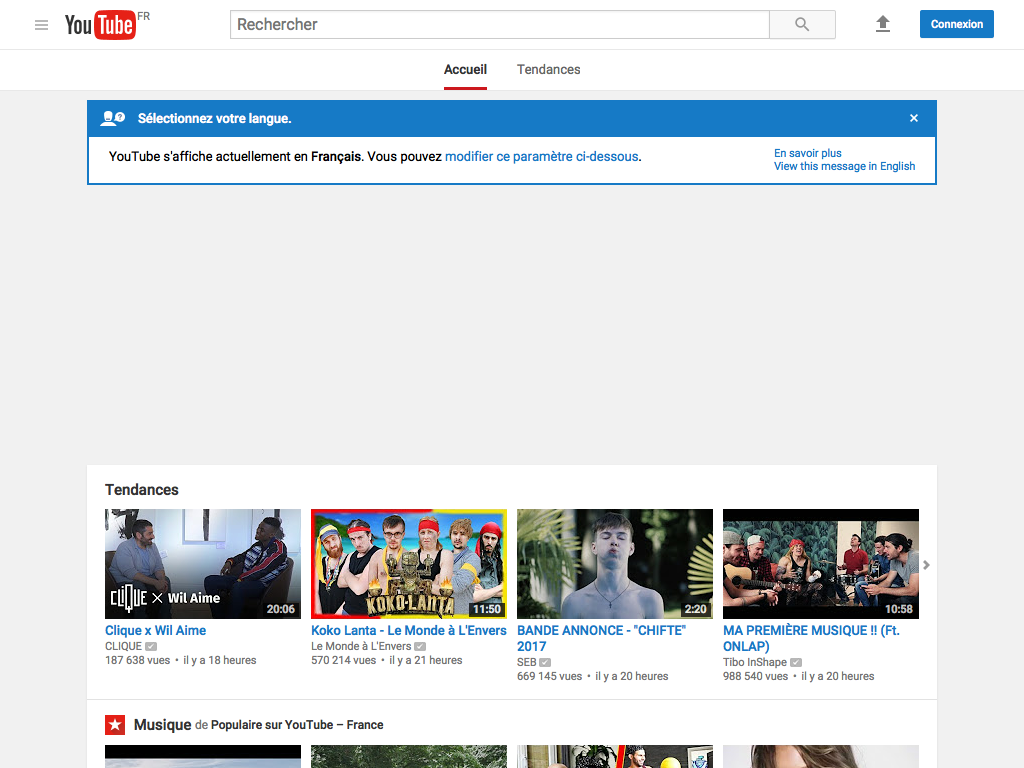 YouTube FR
Rechercher
Connexion
Accueil
Tendances
Sélectionnez votre langue.
×
YouTube s'affiche actuellement en Français. Vous pouvez modifier ce paramètre ci-dessous.
En savoir plus
View this message in English
Tendances
CLIQUE X Wil Aime
20:06
Clique x Wil Aime
CLIQUE
187 638 vues • il y a 18 heures
KOKO-LANTA
11:50
Koko Lanta - Le Monde à L'Envers
Le Monde à L'Envers
570 214 vues • il y a 21 heures
2:20
BANDE ANNONCE - "CHIFTE"
2017
SEB
669 145 vues • il y a 20 heures
10:58
MA PREMIÈRE MUSIQUE !! (Ft.
ONLAP)
Tibo InShape
988 540 vues • il y a 20 heures
Musique de Populaire sur YouTube – France